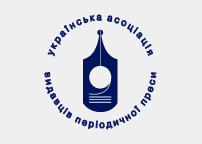 українська асоціація
видавців періодичної преси